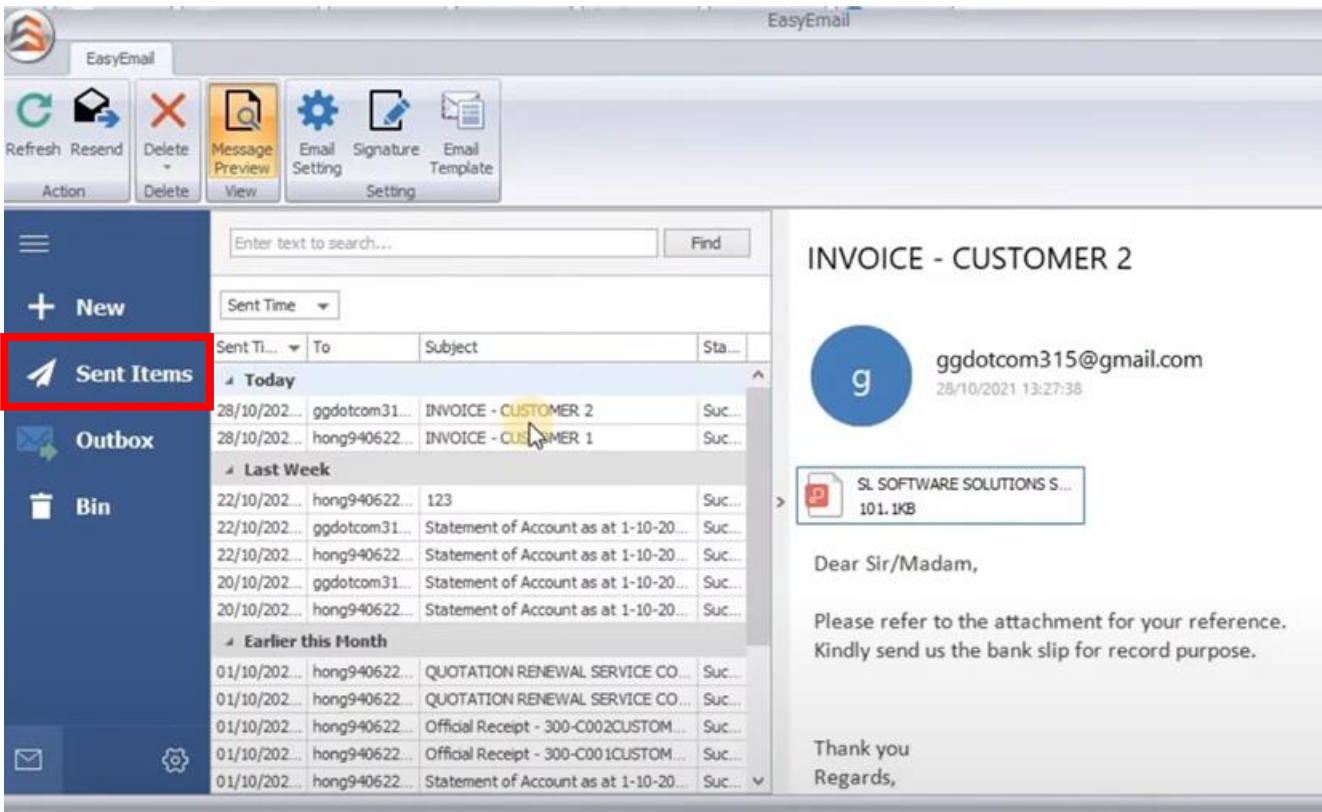 EasyEmail
EasyEmail
Refresh Resend Delete Message Preview Email Setting Signature Email Template
Action Delete View Setting
New
Sent Items
Outbox
Bin
Enter text to search... Find
Sent Time
Sent Ti... To Subject Sta...
Today
28/10/202... ggdotcom31... INVOICE - CUSTOMER 2 Suc...
28/10/202... hong940622... INVOICE - CUSTOMER 1 Suc...
Last Week
22/10/202... hong940622... 123 Suc...
22/10/202... ggdotcom31... Statement of Account as at 1-10-20... Suc...
22/10/202... hong940622... Statement of Account as at 1-10-20... Suc...
20/10/202... ggdotcom31... Statement of Account as at 1-10-20... Suc...
20/10/202... hong940622... Statement of Account as at 1-10-20... Suc...
Earlier this Month
01/10/202... hong940622... QUOTATION RENEWAL SERVICE CO... Suc...
01/10/202... hong940622... QUOTATION RENEWAL SERVICE CO... Suc...
01/10/202... hong940622... Official Receipt - 300-C002CUSTOM... Suc...
01/10/202... hong940622... Official Receipt - 300-C001CUSTOM... Suc...
01/10/202... hong940622... Statement of Account as at 1-10-20... Suc...
INVOICE - CUSTOMER 2
g
ggdotcom315@gmail.com
28/10/2021 13:27:38
SL SOFTWARE SOLUTIONS S...
101.1KB
Dear Sir/Madam,
Please refer to the attachment for your reference.
Kindly send us the bank slip for record purpose.
Thank you
Regards,